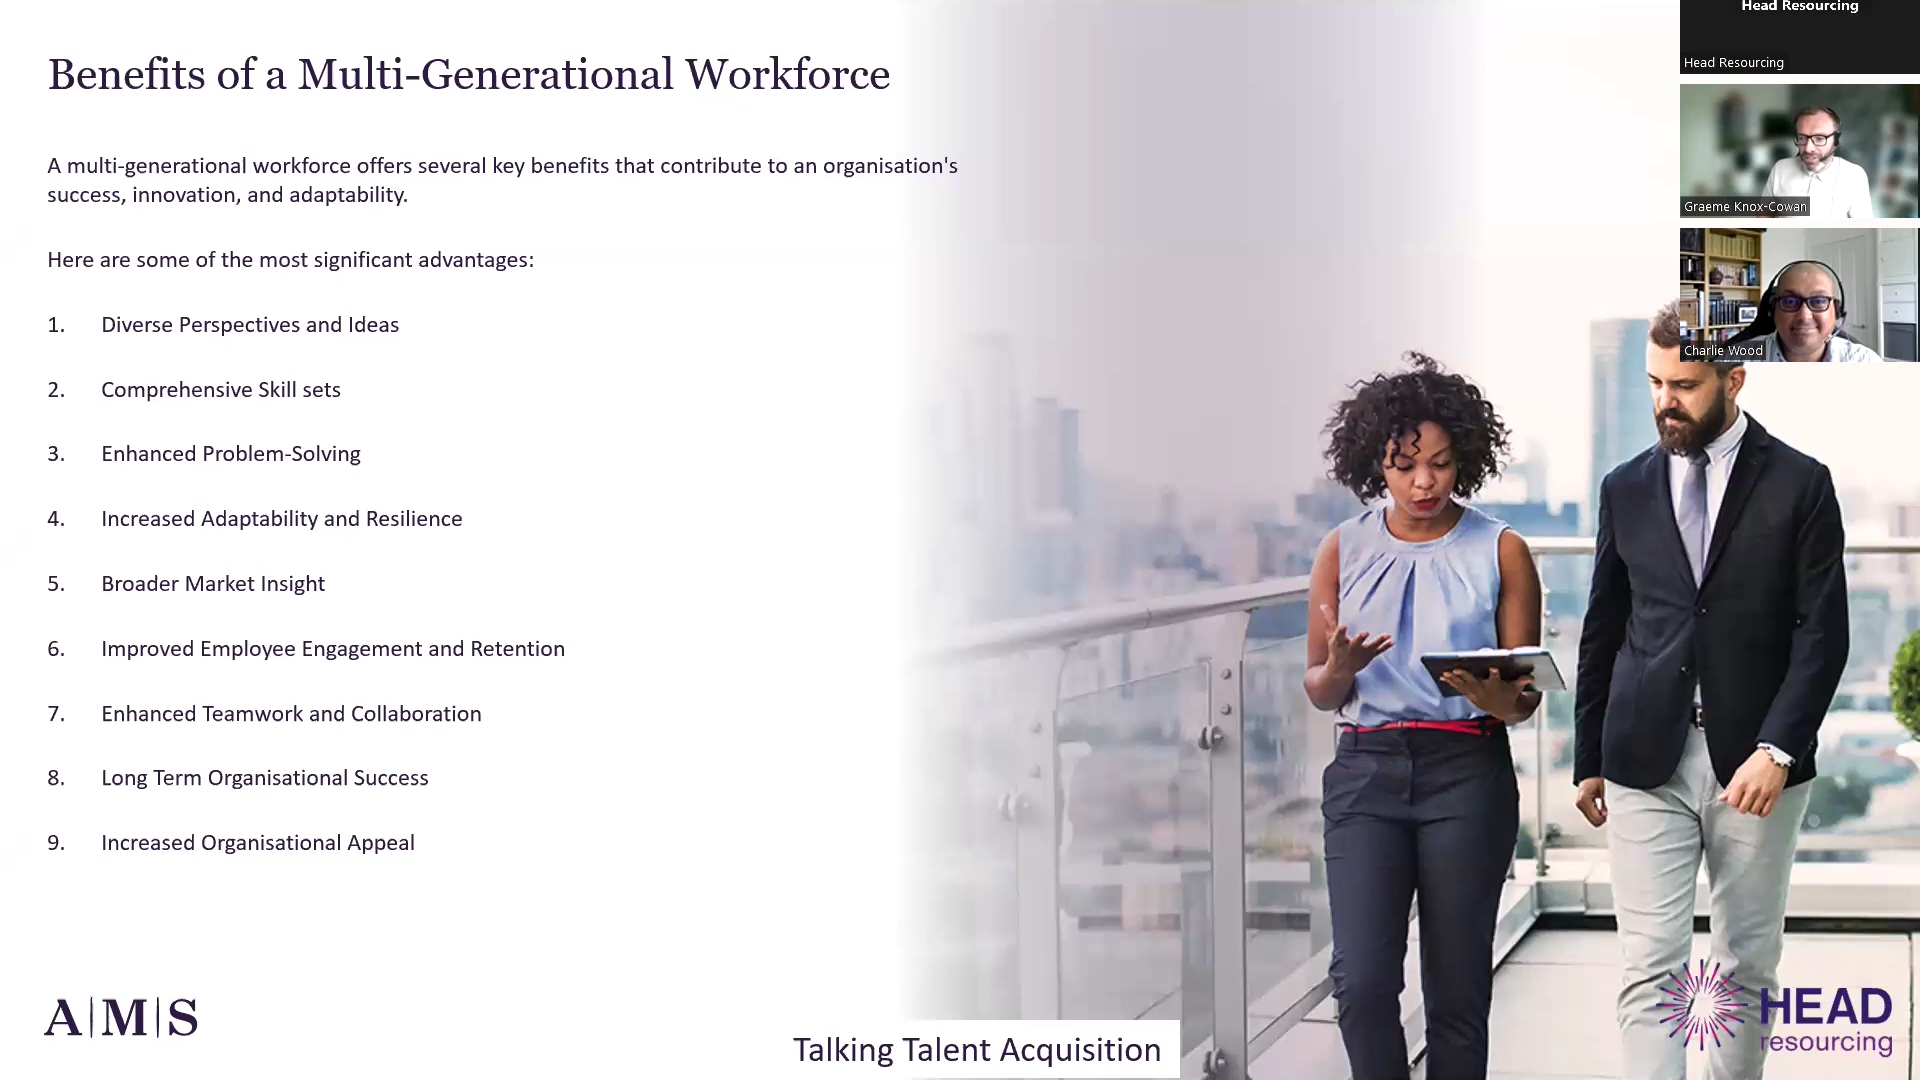 Benefits of a Multi-Generational Workforce
A multi-generational workforce offers several key benefits that contribute to an organisation's
success, innovation, and adaptability.
Here are some of the most significant advantages:
1. Diverse Perspectives and Ideas
2. Comprehensive Skill sets
3. Enhanced Problem-Solving
4. Increased Adaptability and Resilience
5. Broader Market Insight
6. Improved Employee Engagement and Retention
7. Enhanced Teamwork and Collaboration
8. Long Term Organisational Success
9. Increased Organisational Appeal
A|M|S
Talking Talent Acquisition
HEAD
resourcing
Head Resourcing
Head Resourcing
Graeme Knox-Cowan
Charlie Wood